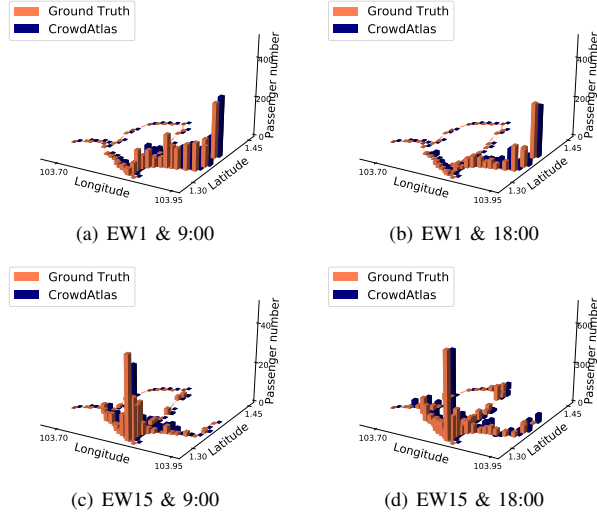 Ground Truth
CrowdAtlas
400
200
0
Passenger number
103.70
Longitude
103.95
1.30
Latitude
1.45
(a) EW1 & 9:00
Ground Truth
CrowdAtlas
400
200
0
Passenger number
103.70
Longitude
103.95
1.30
Latitude
1.45
(b) EW1 & 18:00
Ground Truth
CrowdAtlas
40
20
0
Passenger number
103.70
Longitude
103.95
1.30
Latitude
1.45
(c) EW15 & 9:00
Ground Truth
CrowdAtlas
600
300
0
Passenger number
103.70
Longitude
103.95
1.30
Latitude
1.45
(d) EW15 & 18:00